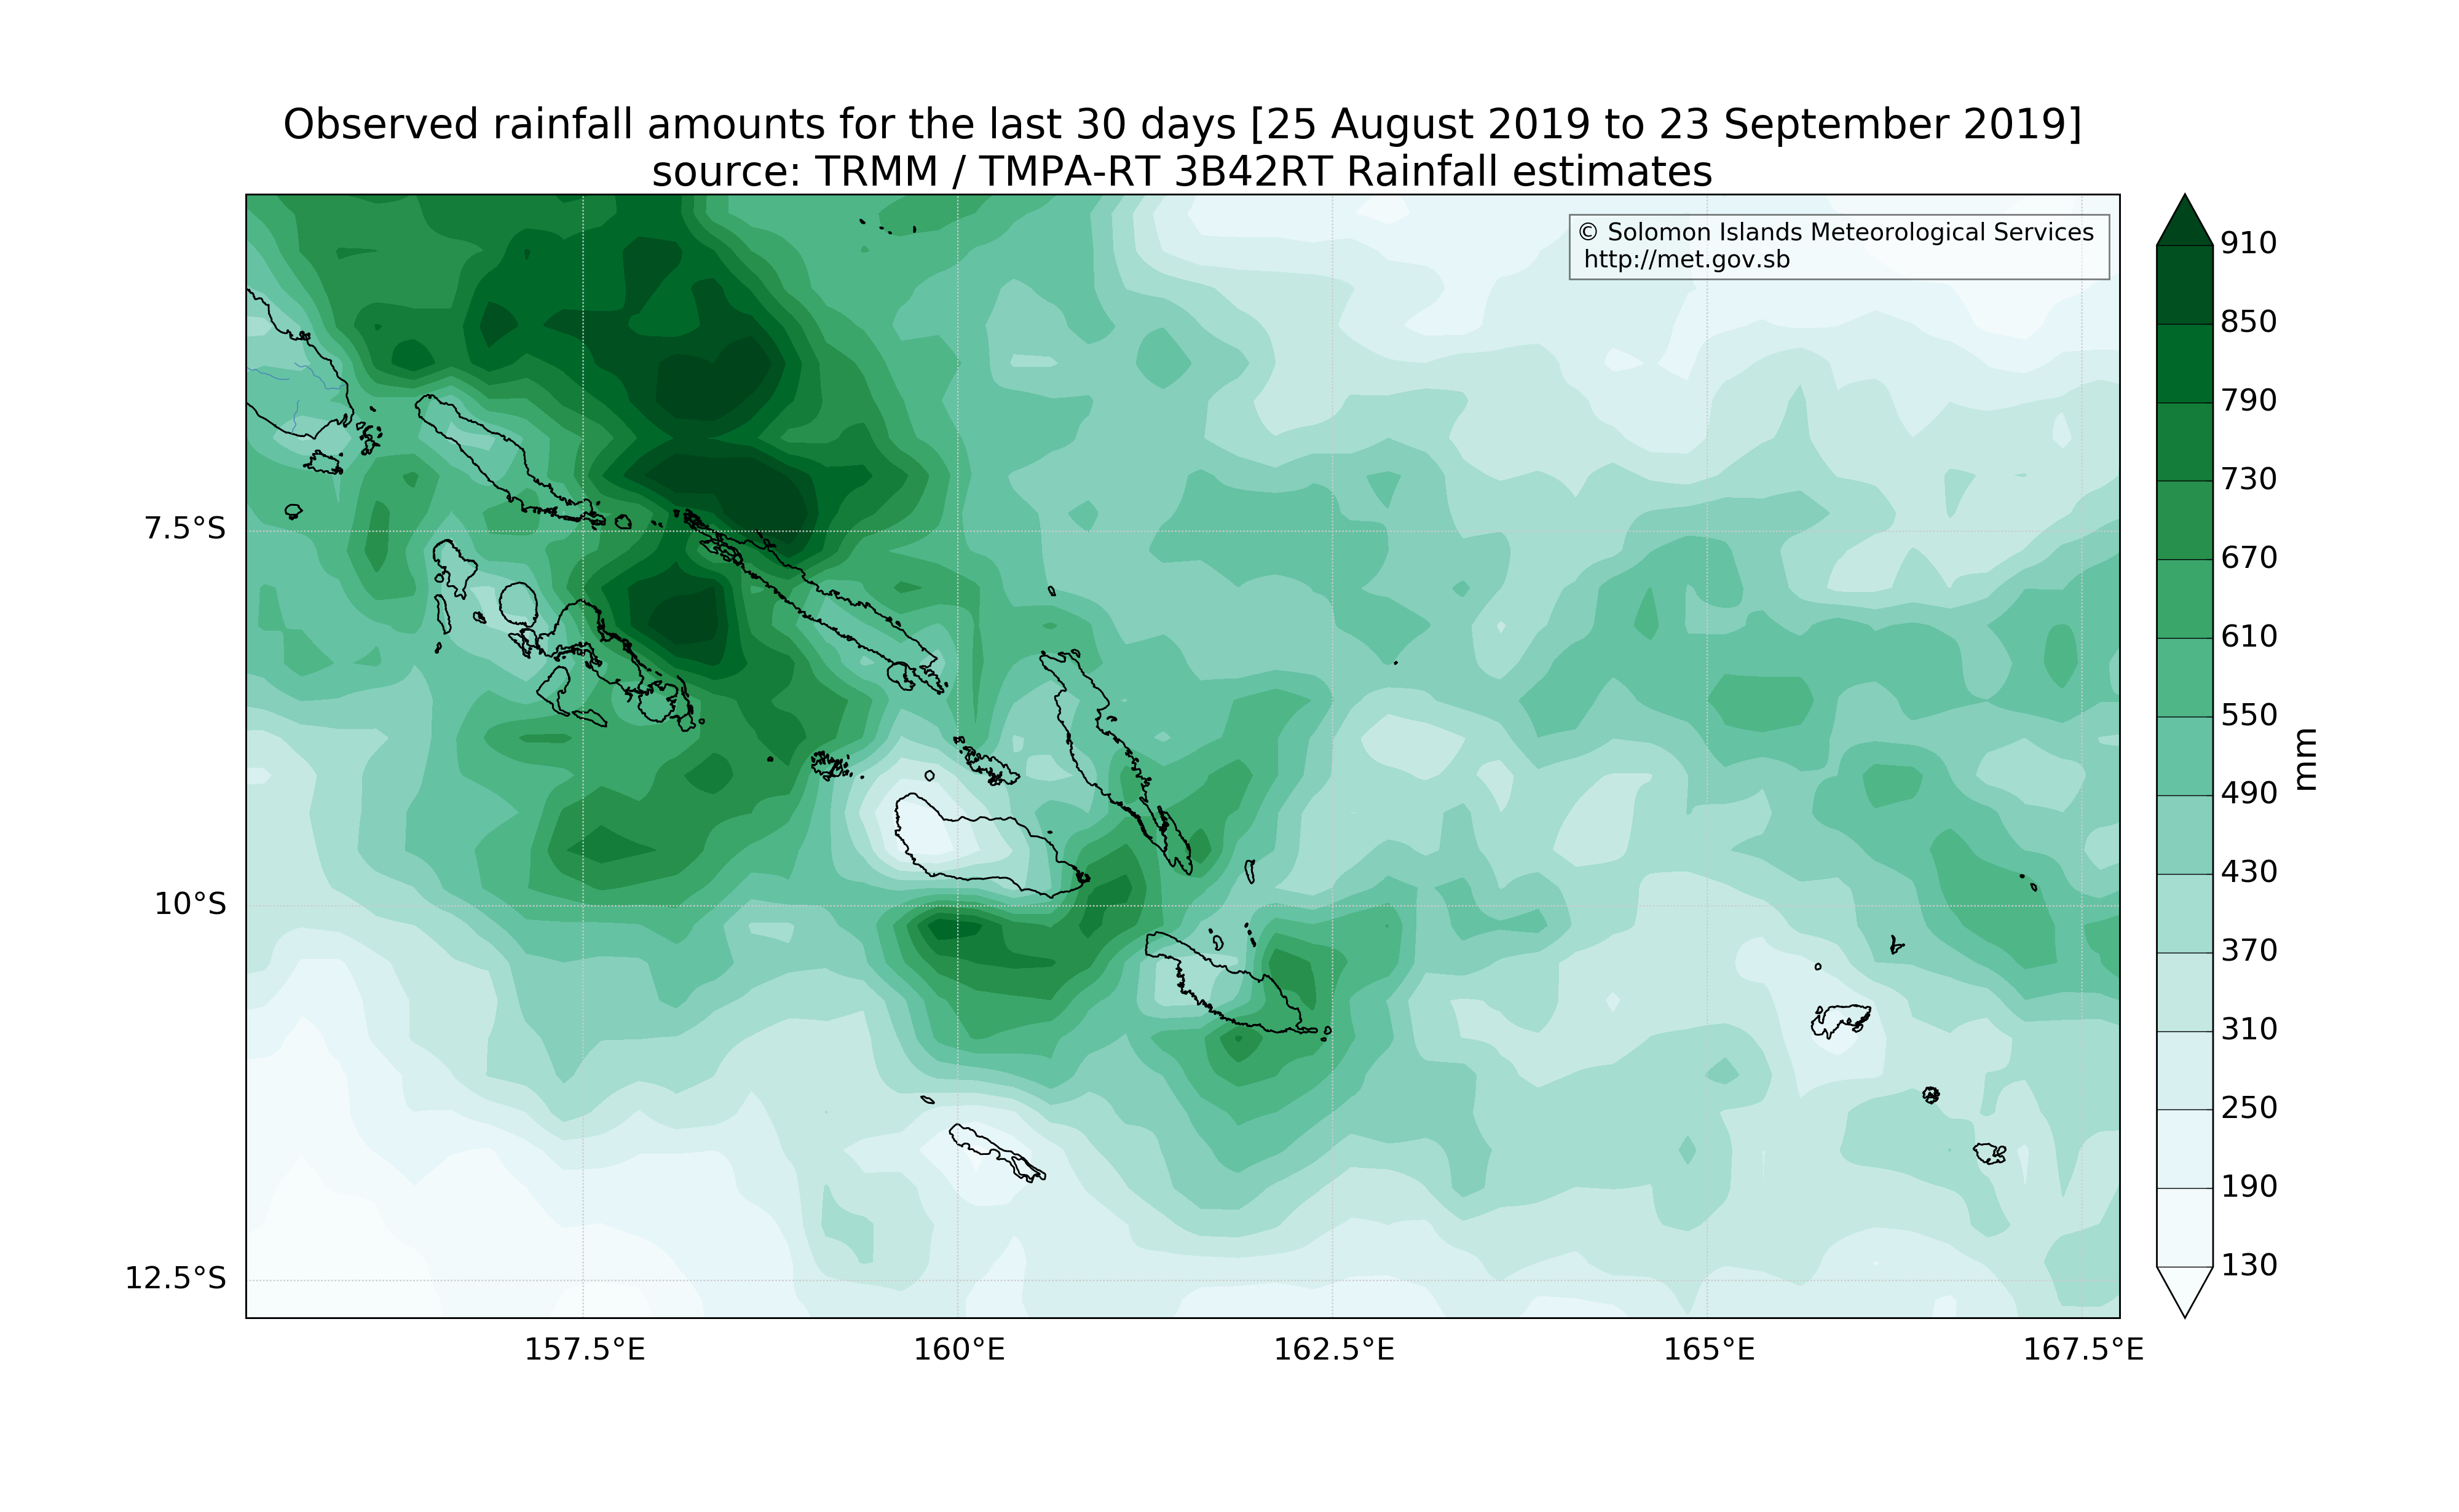 Observed rainfall amounts for the last 30 days [25 August 2019 to 23 September 2019]
source: TRMM / TMPA-RT 3B42RT Rainfall estimates
© Solomon Islands Meteorological Services
http://met.gov.sb
7.5°S
10°S
12.5°S
157.5°E
160°E
162.5°E
165°E
167.5°E
910
850
790
730
670
610
550
490
430
370
310
250
190
130
mm